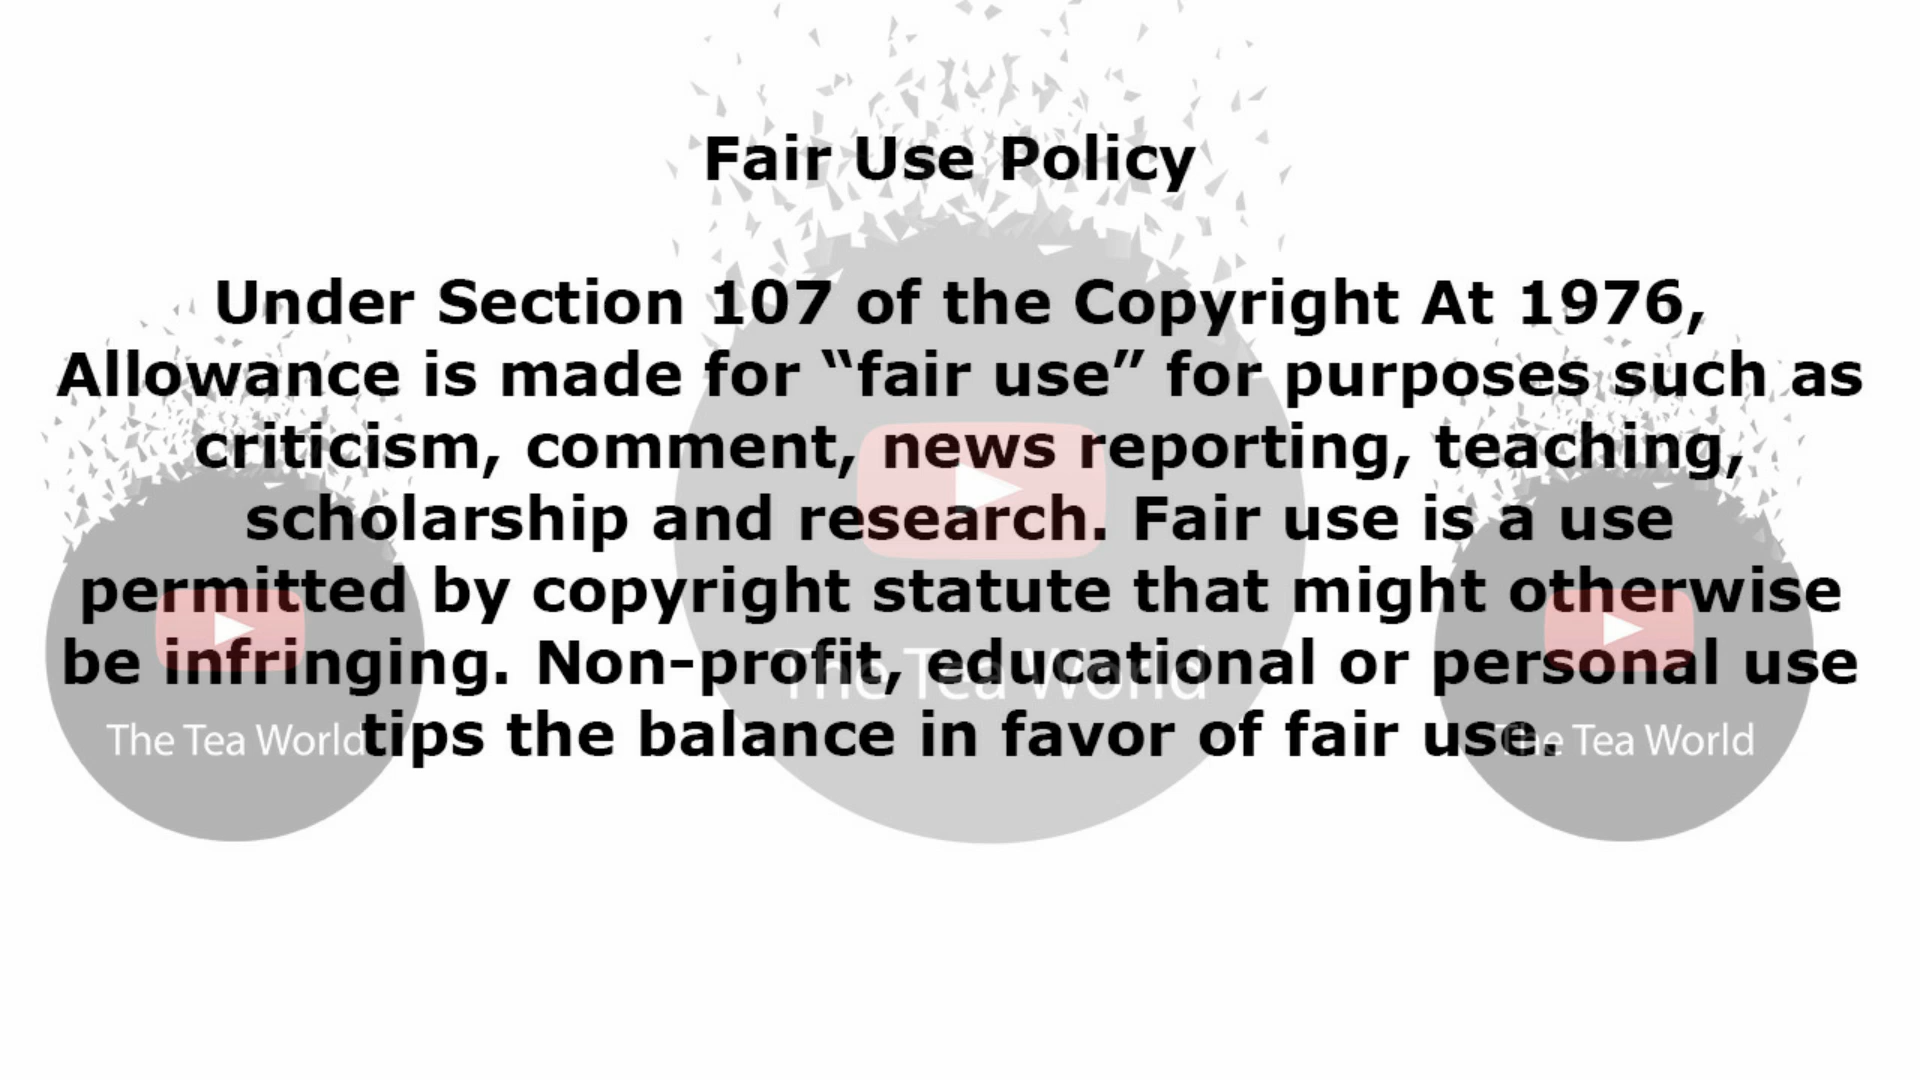 Fair Use Policy
Under Section 107 of the Copyright At 1976,
Allowance is made for “fair use” for purposes such as
criticism, comment, news reporting, teaching,
scholarship and research. Fair use is a use
permitted by copyright statute that might otherwise
be infringing. Non-profit, educational or personal use
The Tea World
tips the balance in favor of fair use.
The Tea World
The Tea World